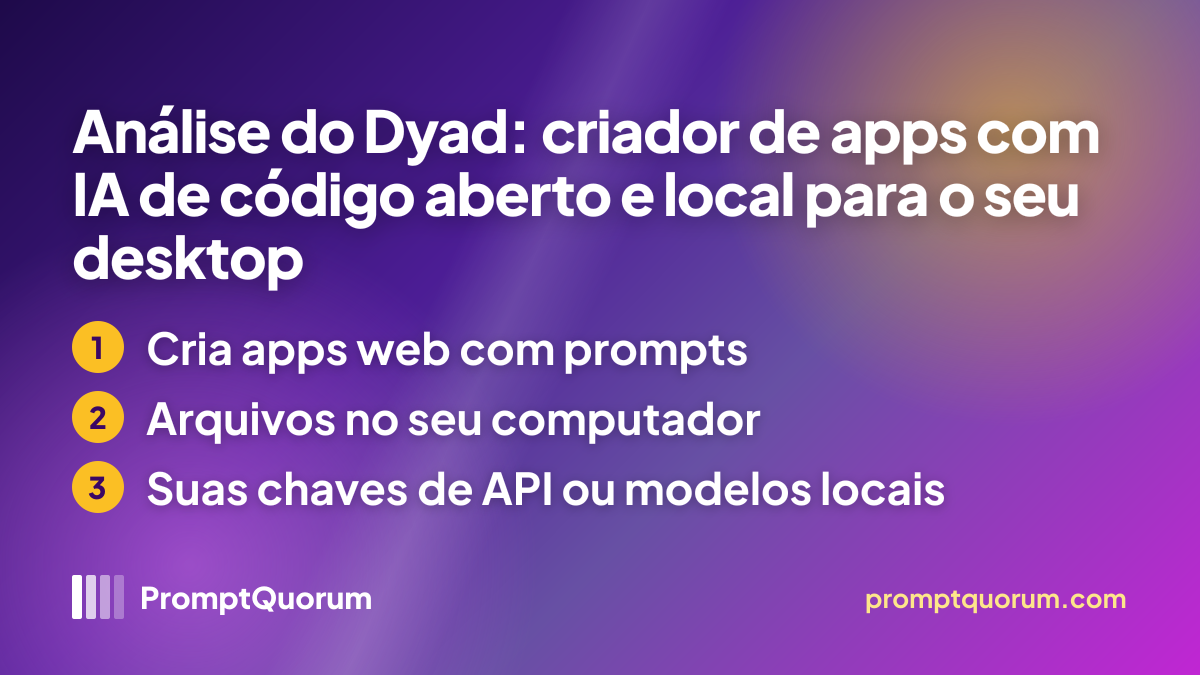 Análise do Dyad: criador de apps com
IA de código aberto e local para o seu
desktop
1 Cria apps web com prompts
2 Arquivos no seu computador
3 Suas chaves de API ou modelos locais
PromptQuorum
promptquorum.com